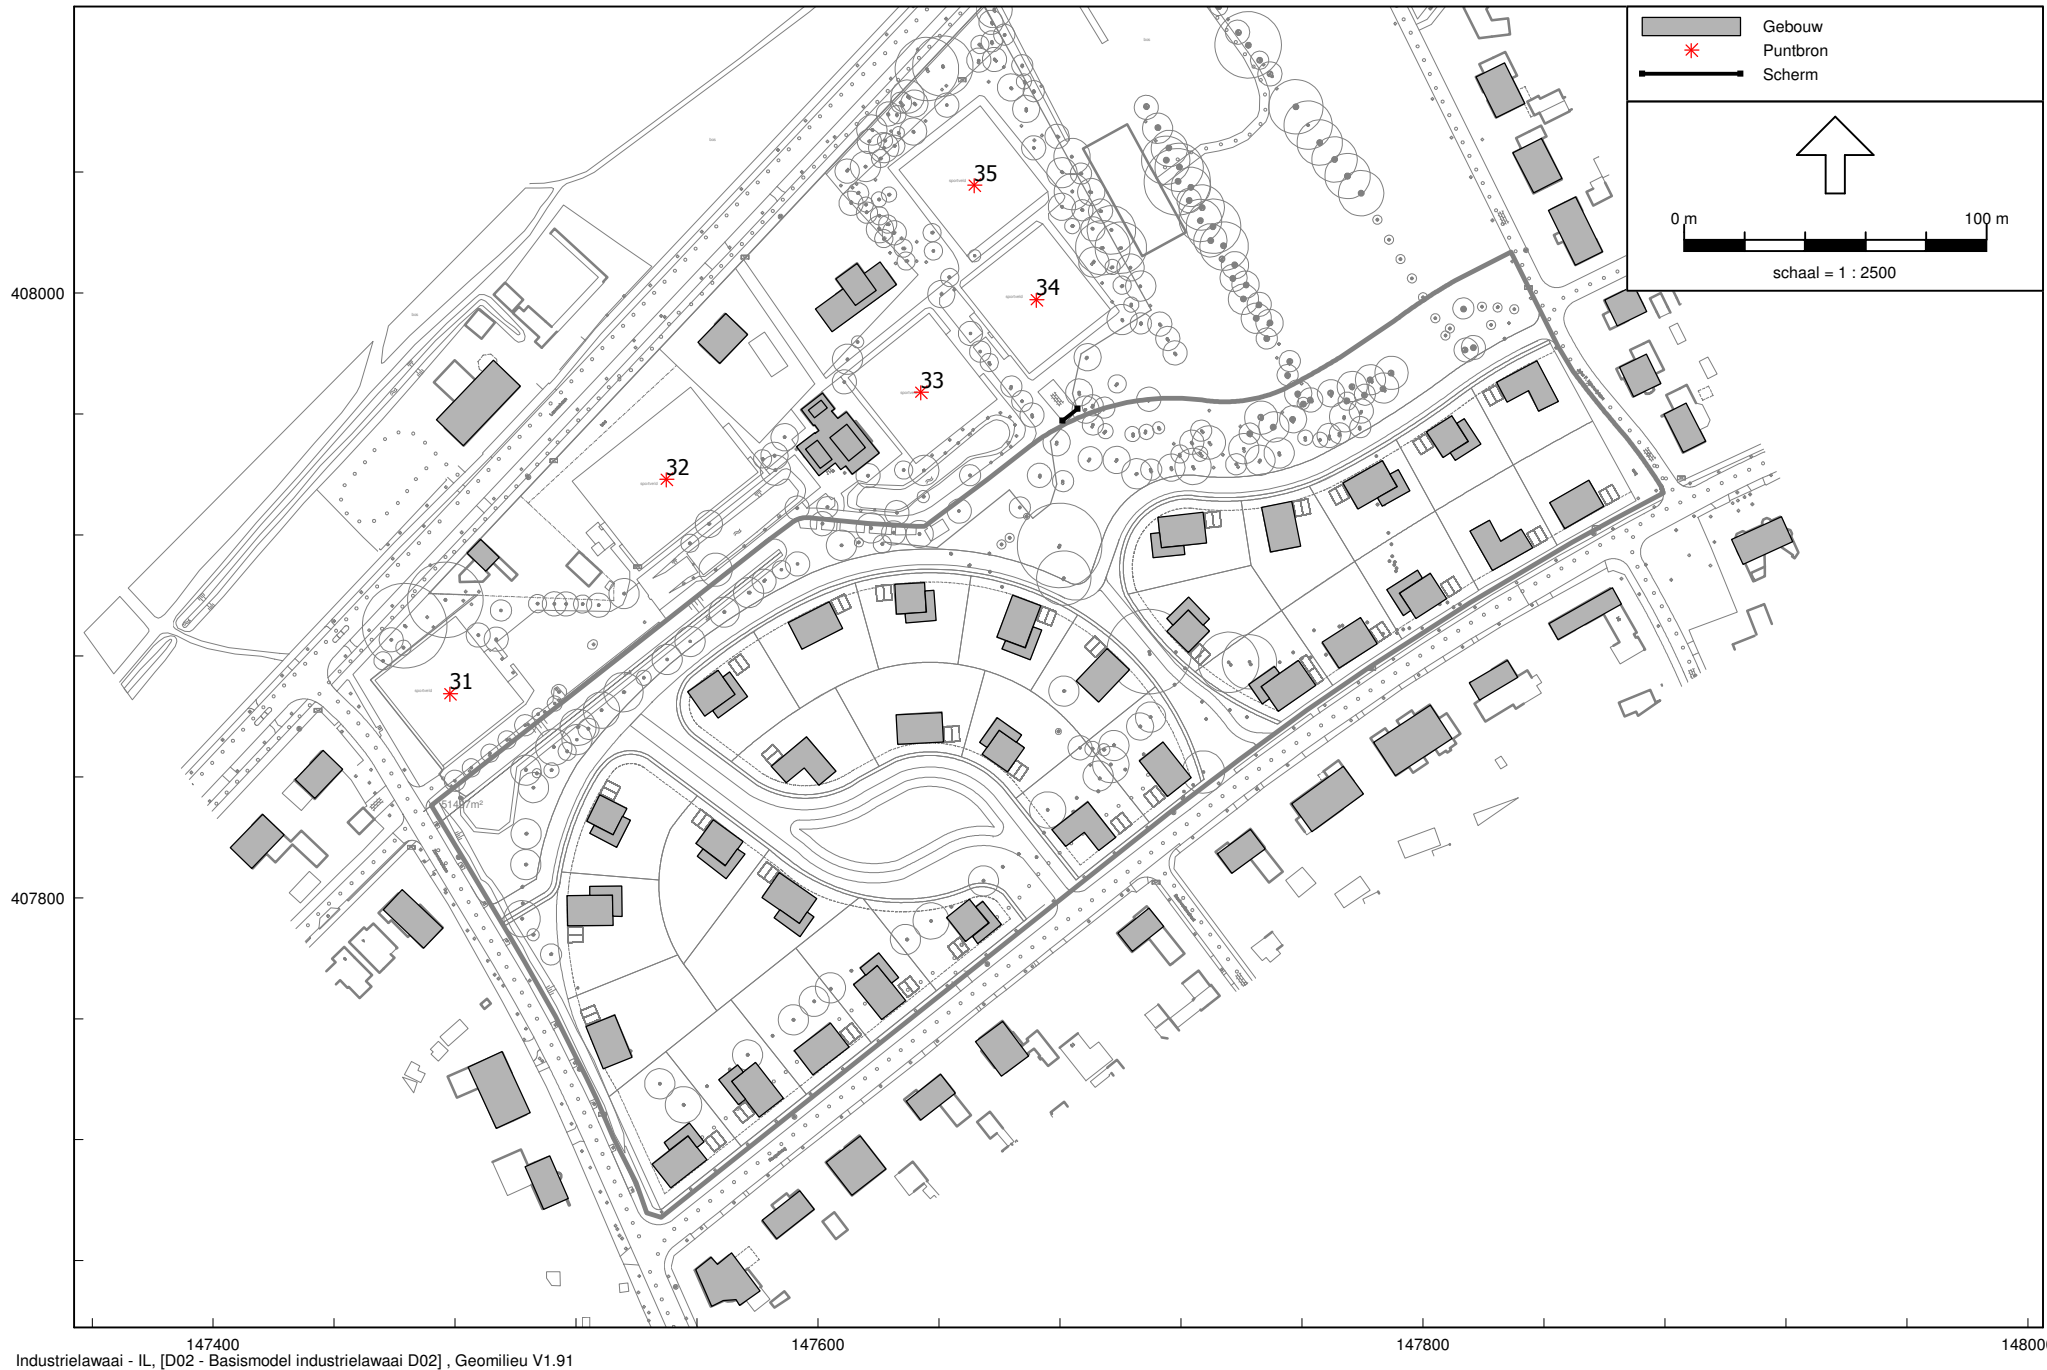 Gebouw
Puntbron
Scherm
0 m 100 m
schaal = 1 : 2500
35
34
33
32
31
408000
407800
51437m²
147400 147600 147800 14800
Industrielawaai - IL, [D02 - Basismodel industrielawaai D02] , Geomilieu V1.91